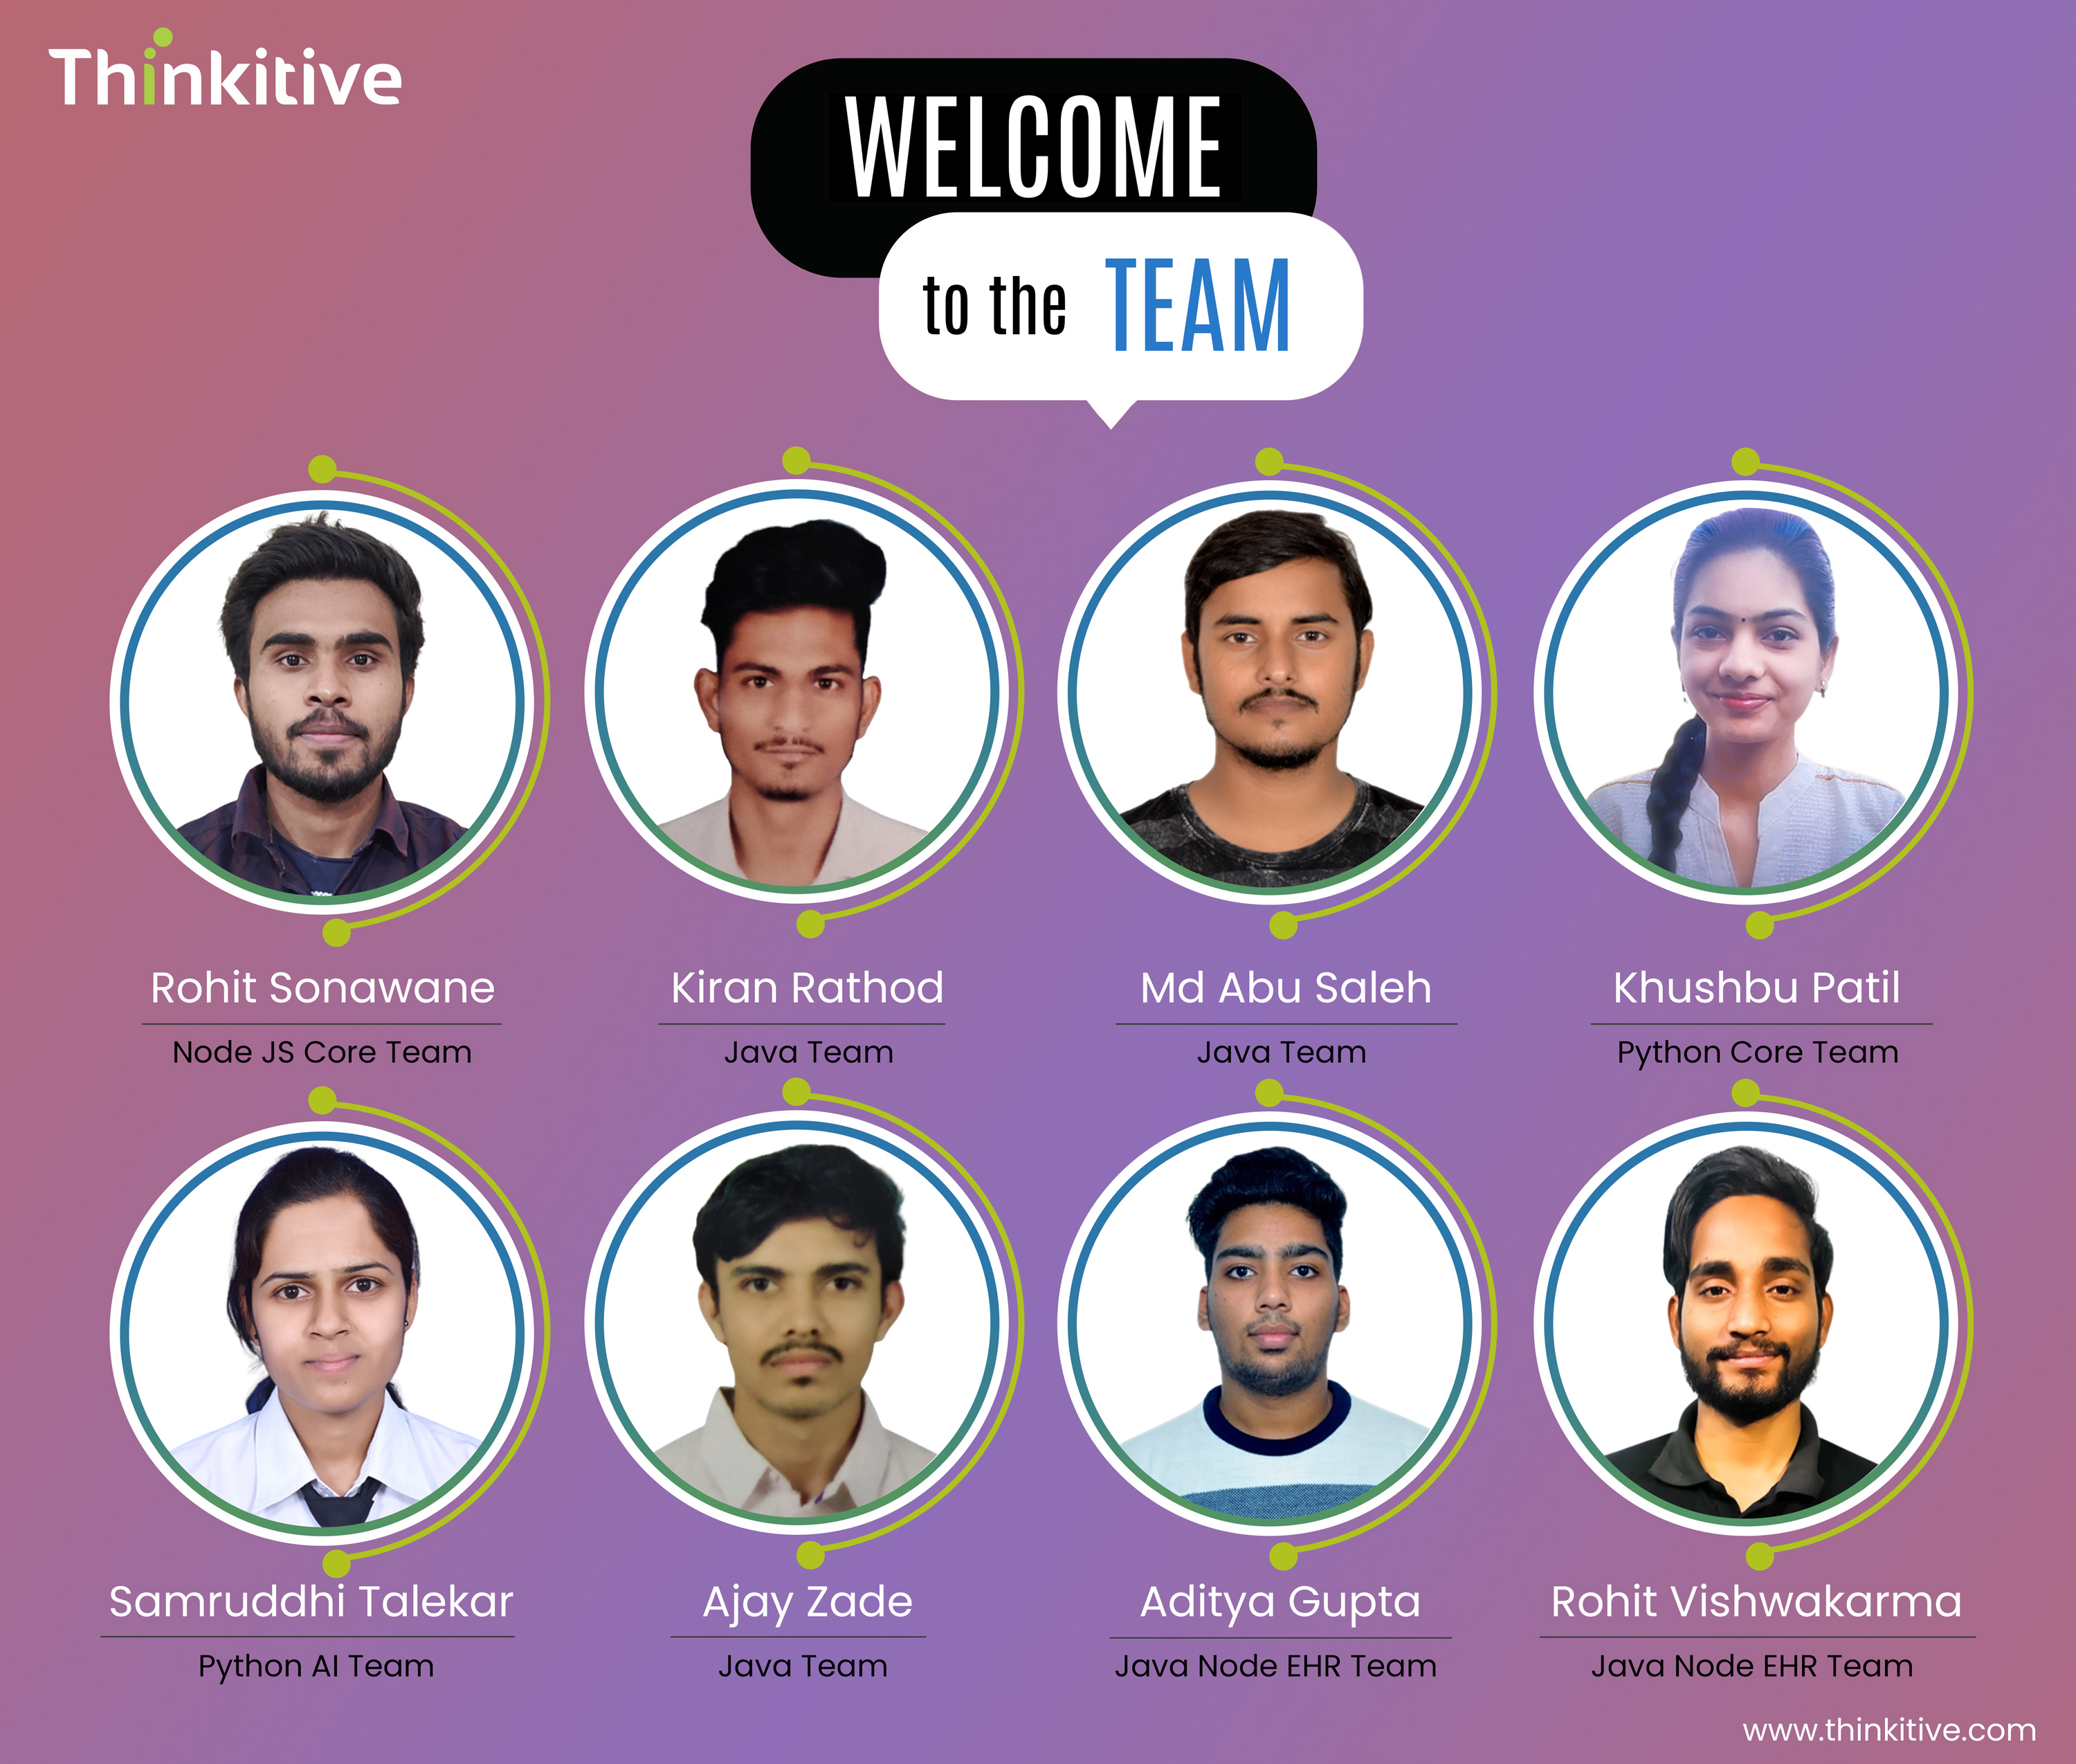 Thinkitive
WELCOME
to the TEAM
Rohit Sonawane
Node JS Core Team
Kiran Rathod
Java Team
Md Abu Saleh
Java Team
Khushbu Patil
Python Core Team
Samruddhi Talekar
Python AI Team
Ajay Zade
Java Team
Aditya Gupta
Java Node EHR Team
Rohit Vishwakarma
Java Node EHR Team
www.thinkitive.com